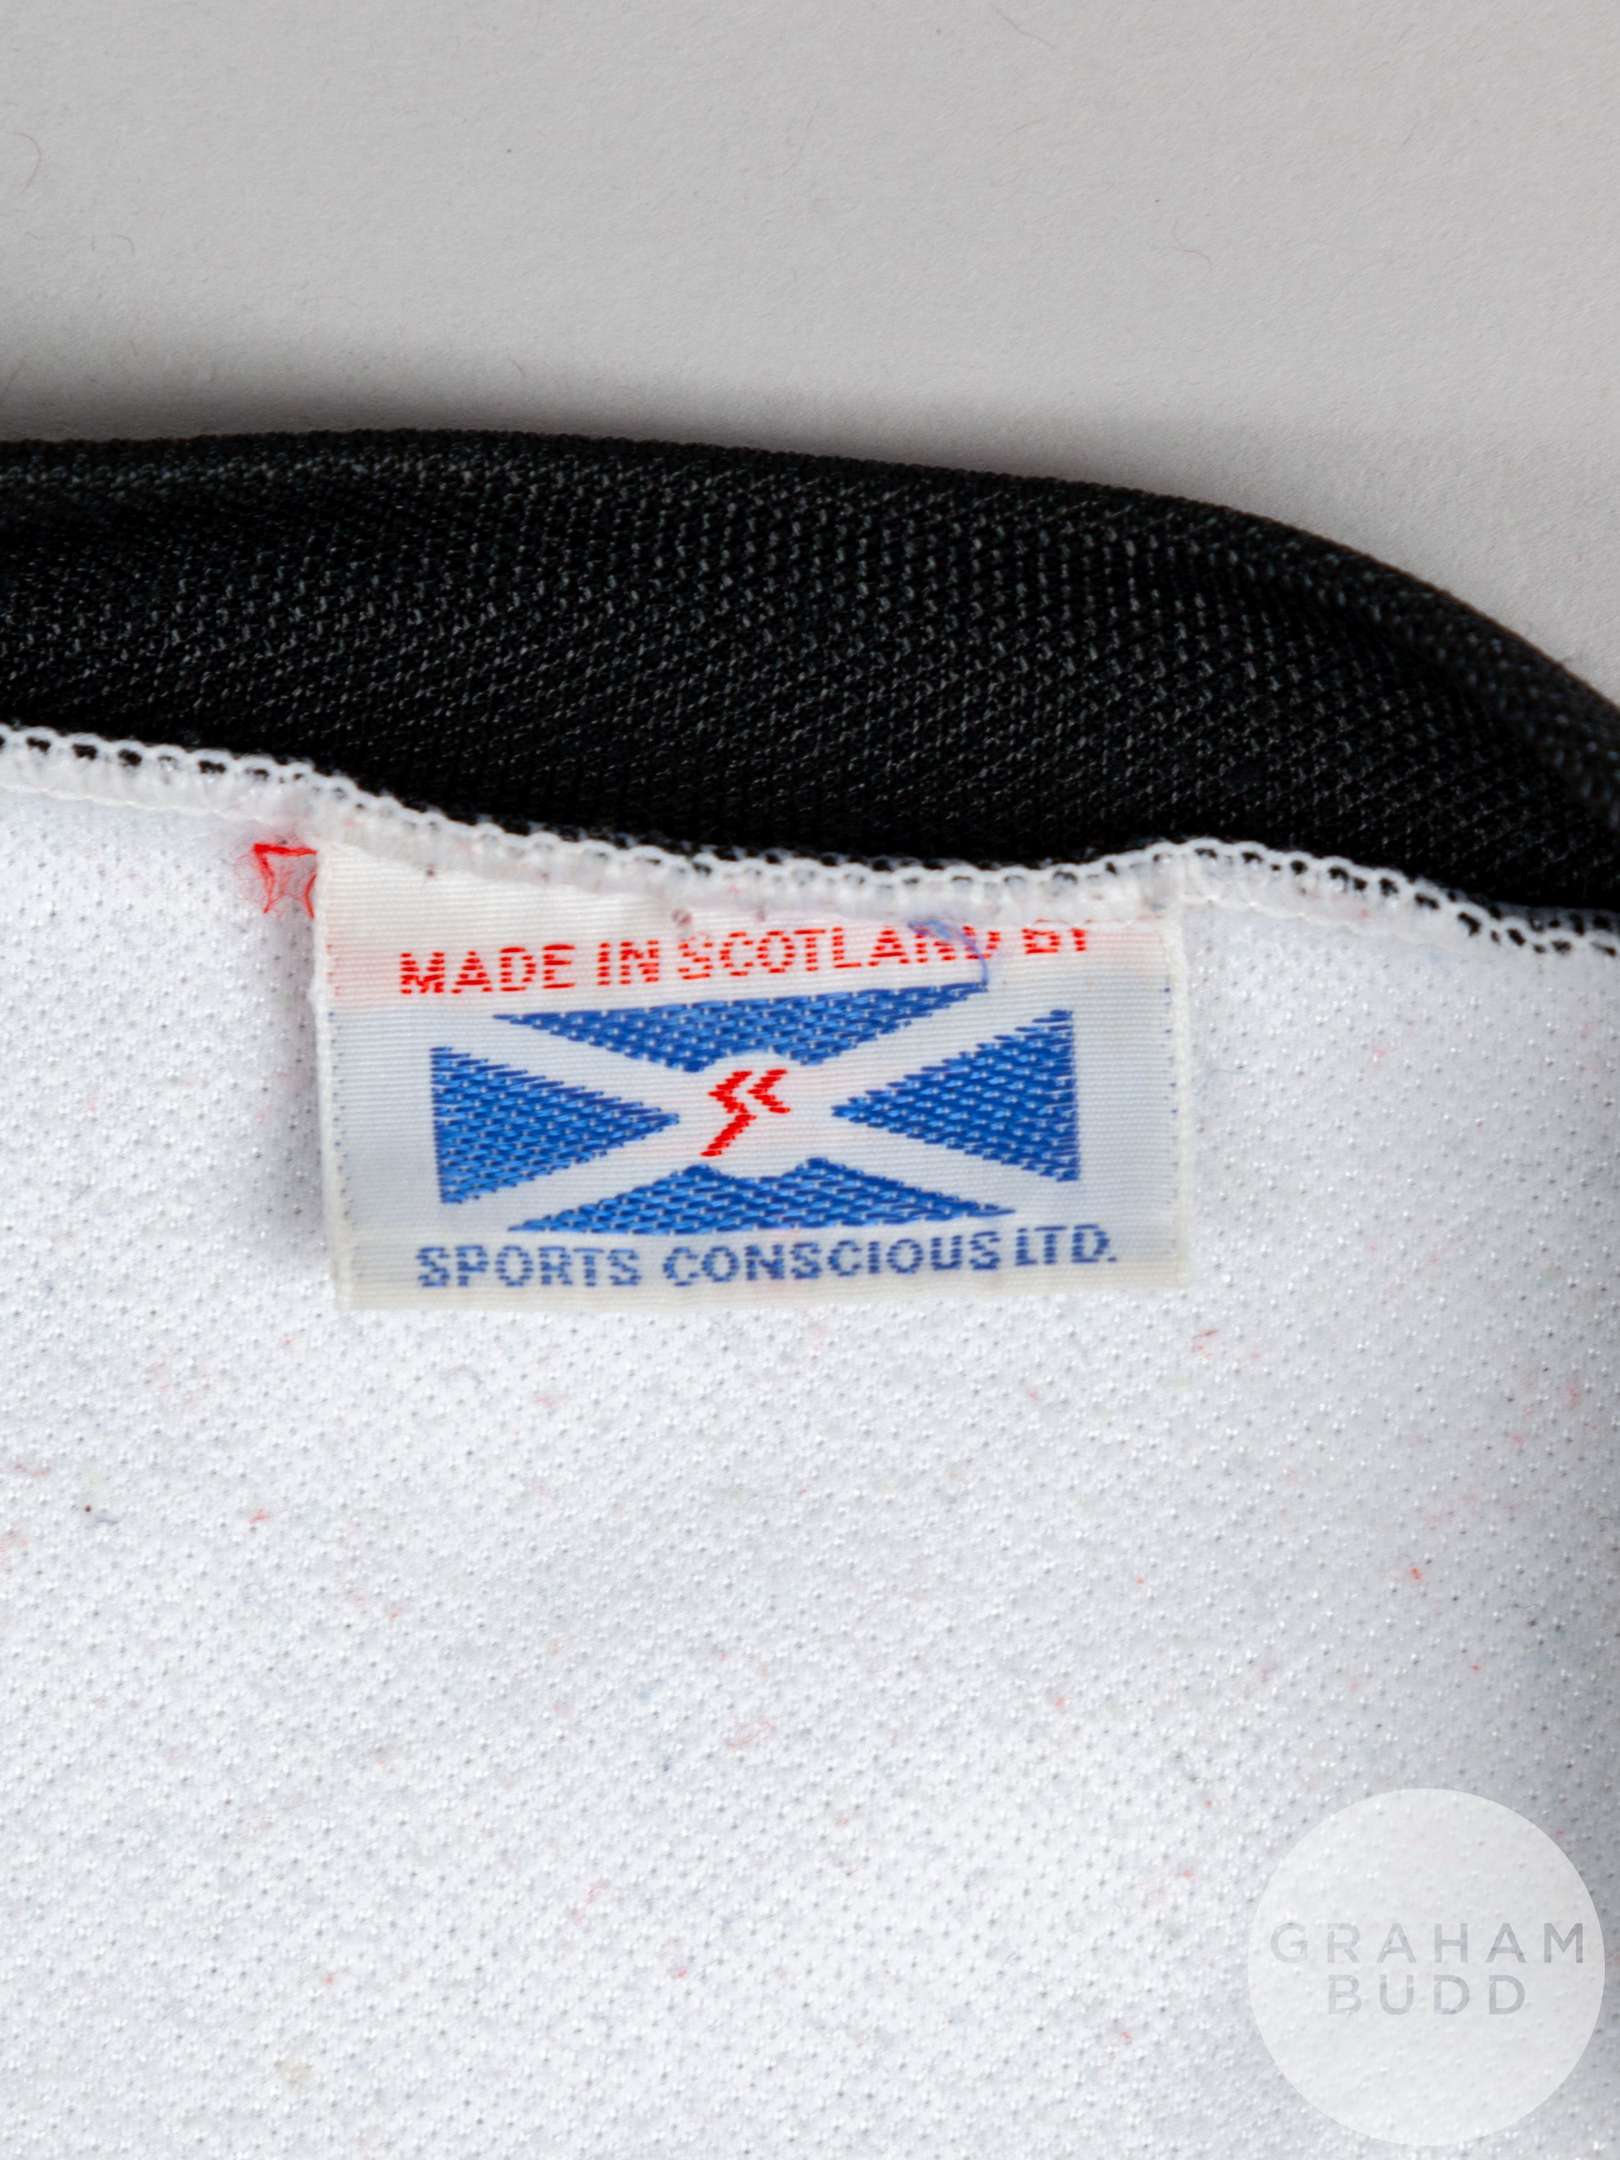 MADE IN SCOTLAND BY
SPORTS CONSCIOUS LTD.
GRAHAM
BUDD